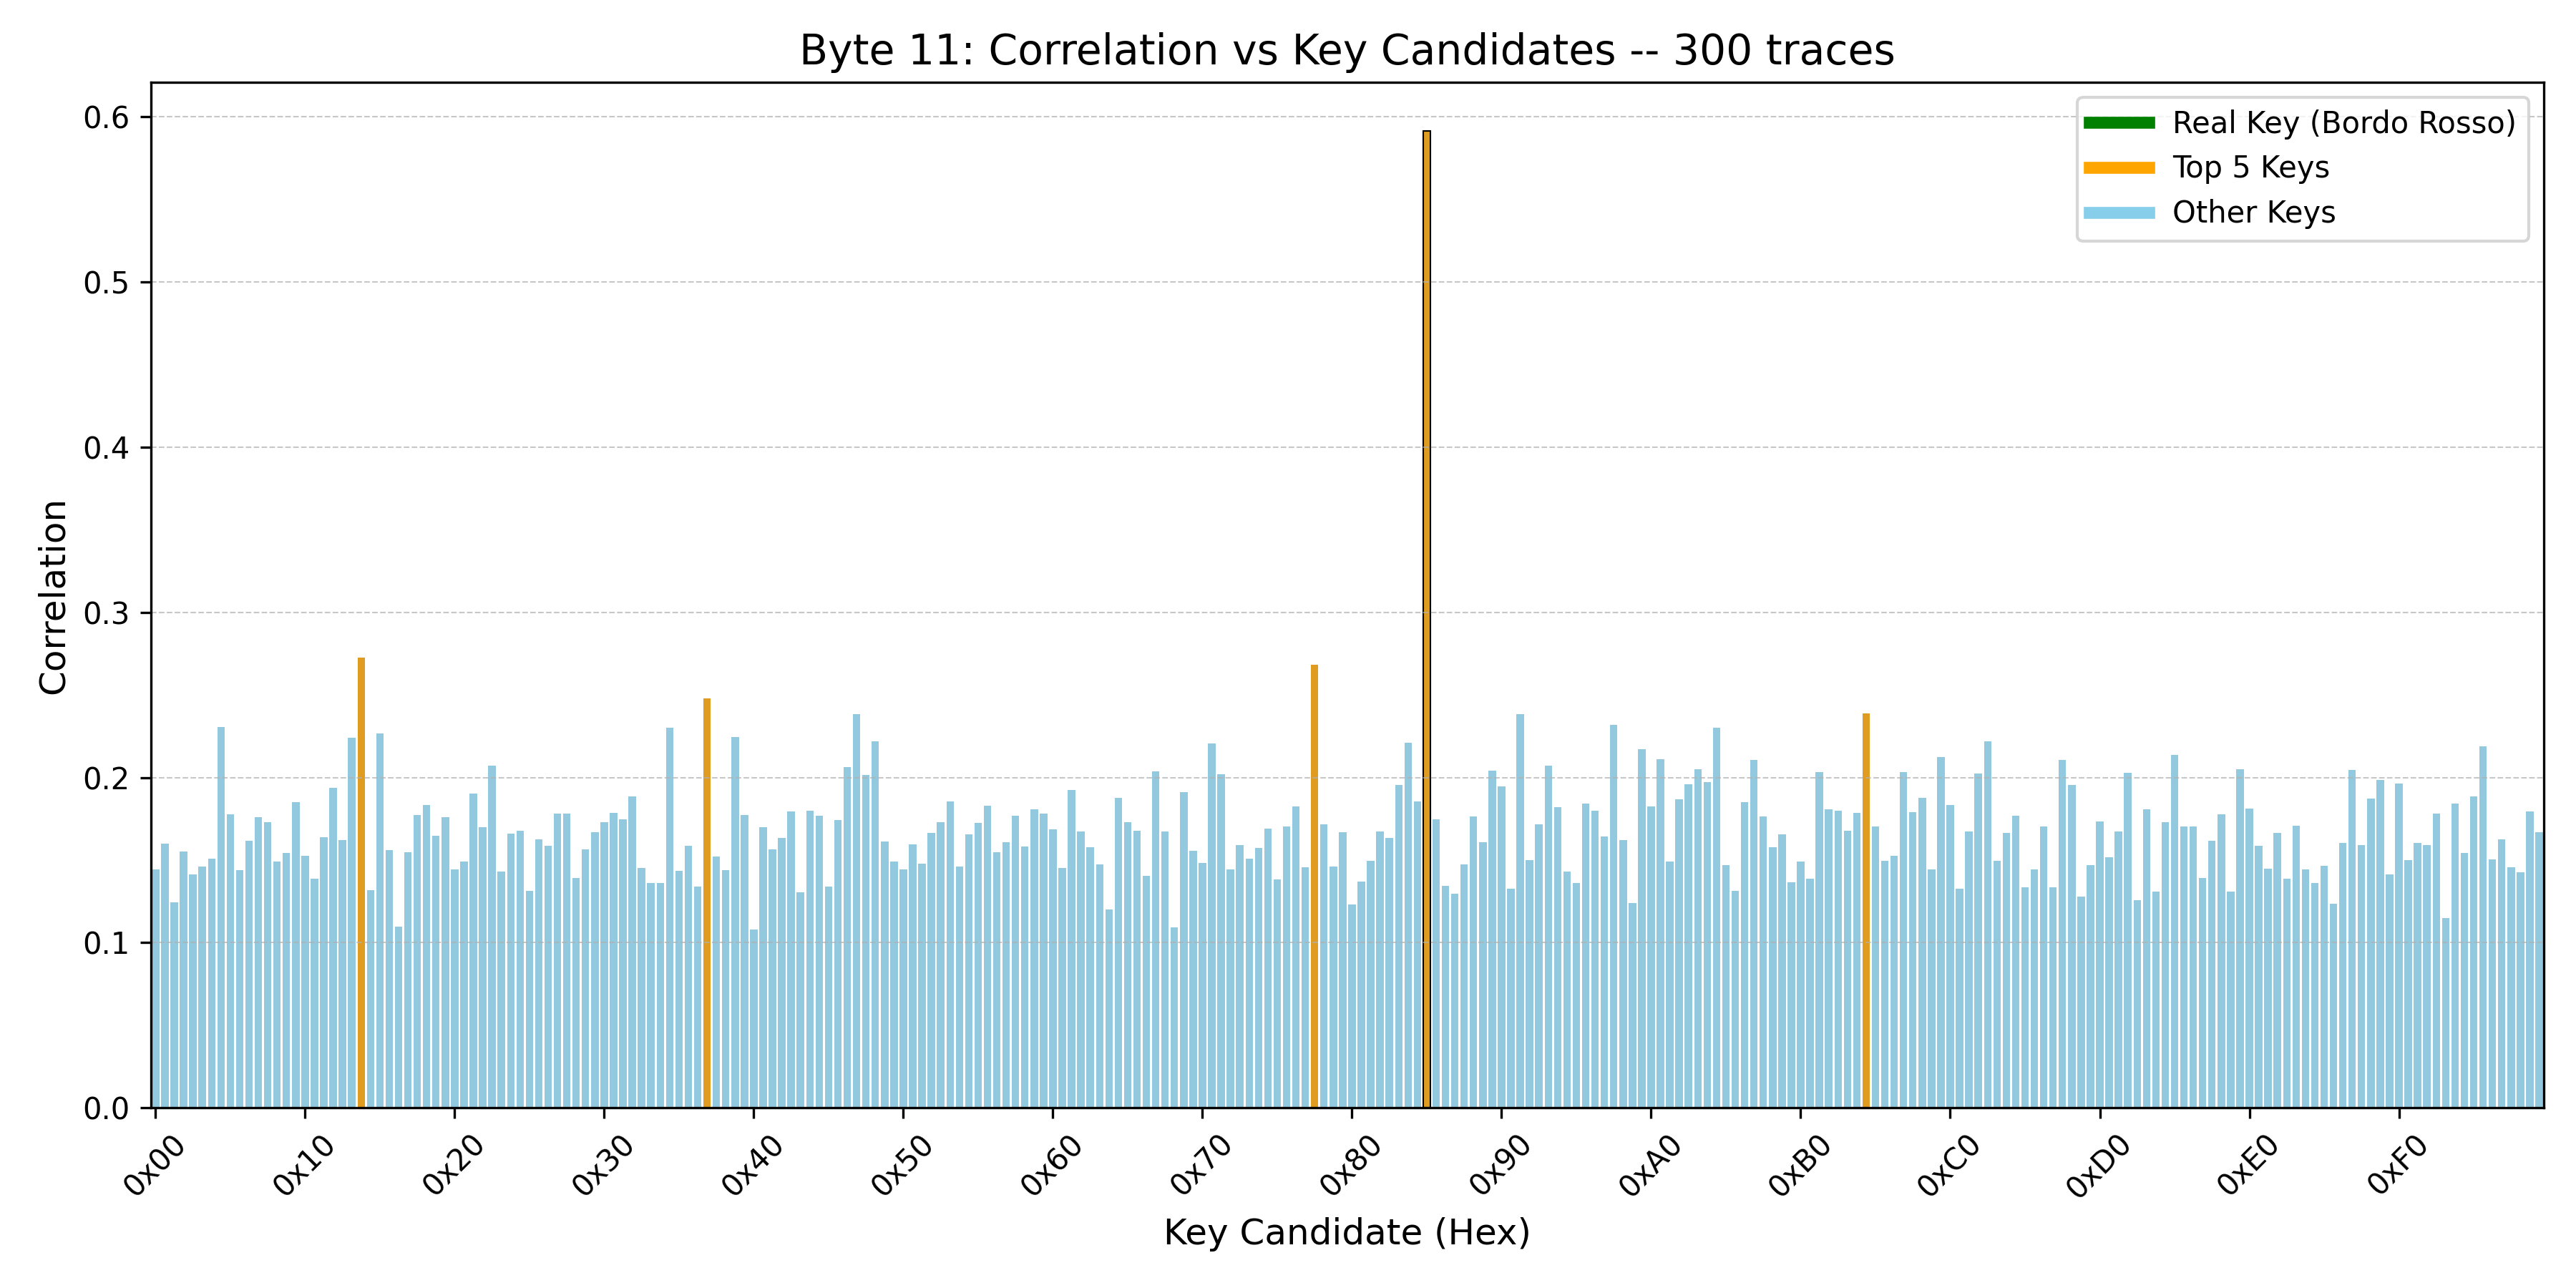 Byte 11: Correlation vs Key Candidates -- 300 traces
Real Key (Bordo Rosso)
Top 5 Keys
Other Keys
Correlation
0.6
0.5
0.4
0.3
0.2
0.1
0.0
0x00
0x10
0x20
0x30
0x40
0x50
0x60
0x70
0x80
0x90
0xA0
0xB0
0xC0
0xD0
0xE0
0xF0
Key Candidate (Hex)